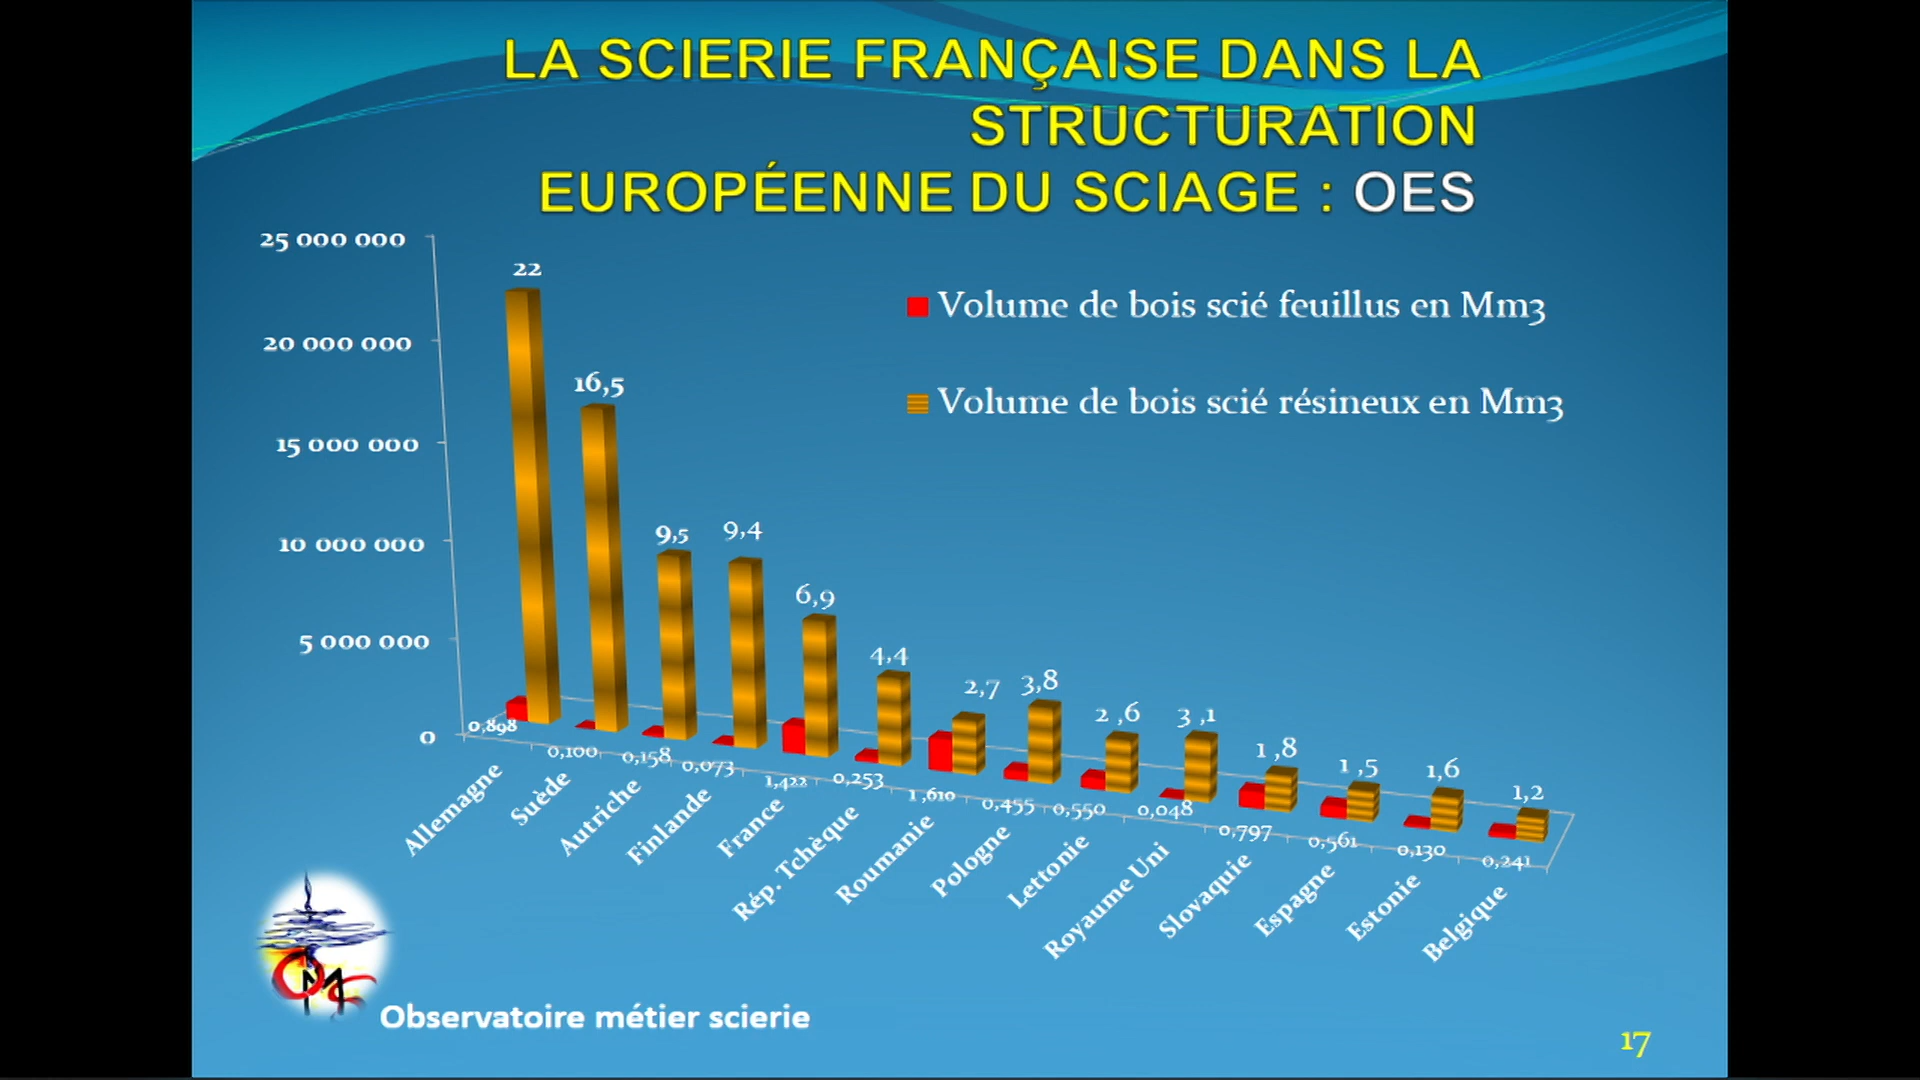 LA SCIERIE FRANÇAISE DANS LA
STRUCTURATION
EUROPÉENNE DU SCIAGE : OES
25 000 000
20 000 000
15 000 000
10 000 000
5 000 000
0
Volume de bois scié feuillus en Mm3
Volume de bois scié résineux en Mm3
22
16,5
9,5
9,4
6,9
4,4
2,7
3,8
2 ,6
3 ,1
1 ,8
1 ,5
1,6
1,2
0,898
0,100
0,158
0,073
1,422
0,253
1 ,610
0,455
0,550
0,048
0,797
0,561
0,130
0,241
Allemagne
Suède
Autriche
Finlande
France
Rép. Tchèque
Roumanie
Pologne
Lettonie
Royaume Uni
Slovaquie
Espagne
Estonie
Belgique
OMS
Observatoire métier scierie
17